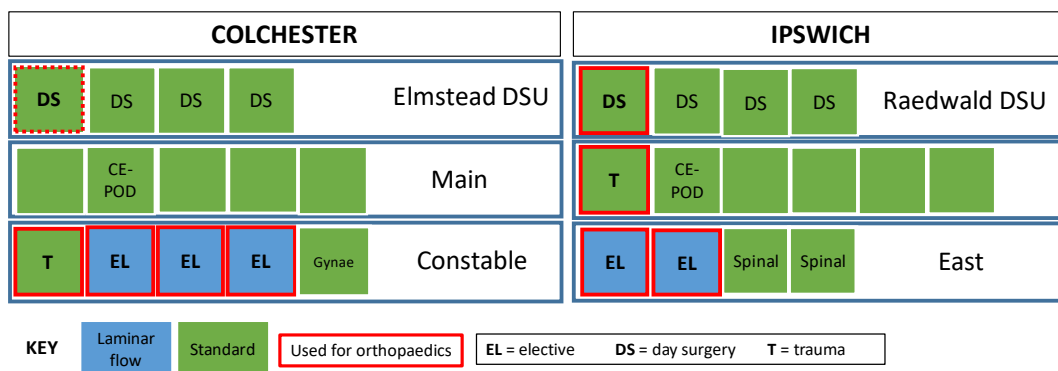 COLCHESTER
IPSWICH
DS DS DS DS Elmstead DSU
DS DS DS DS Raedwald DSU
CE-
POD
Main
T CE-
POD
Main
T EL EL EL Gynae Constable
EL EL Spinal Spinal East
KEY
Laminar
flow
Standard
Used for orthopaedics
EL = elective DS = day surgery T = trauma